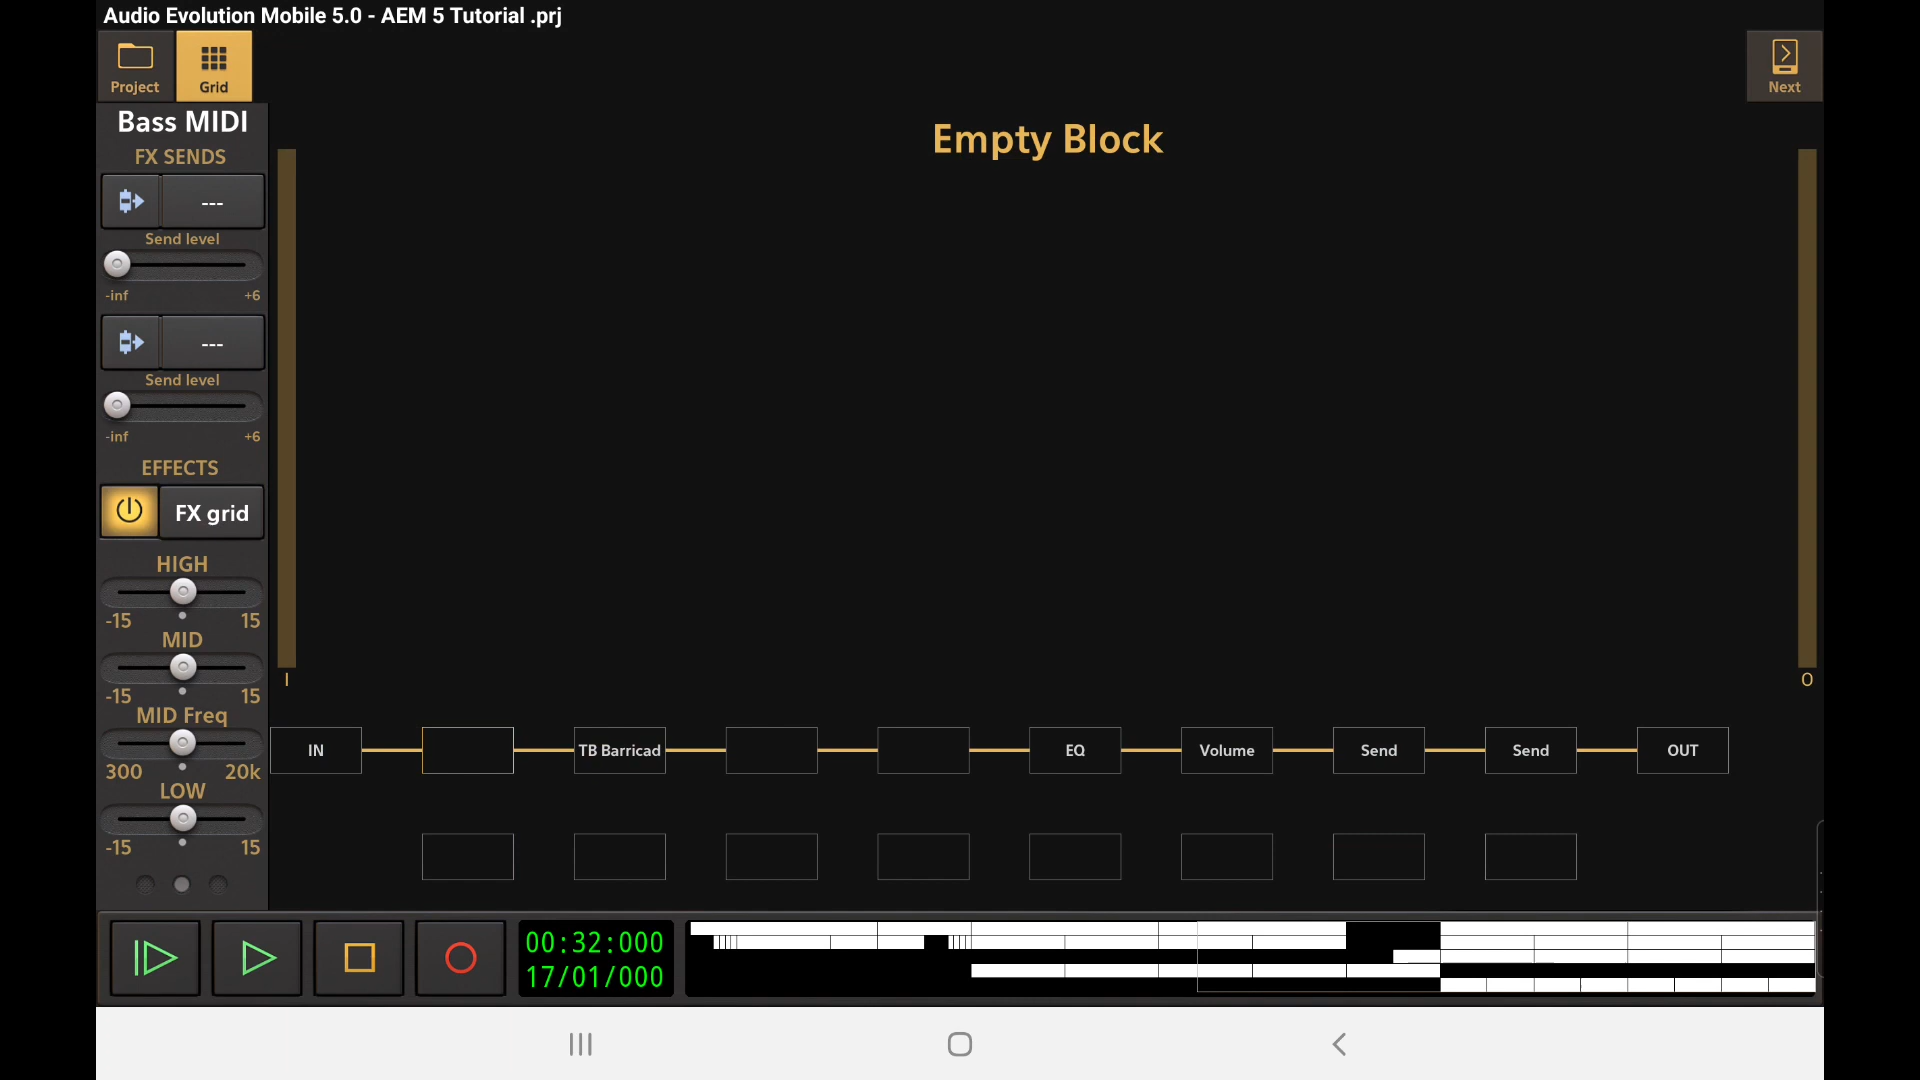 Audio Evolution Mobile 5.0 - AEM 5 Tutorial .prj
Project
Grid
Next
Bass MIDI
Empty Block
FX SENDS
---
Send level
-inf +6
---
Send level
-inf +6
EFFECTS
FX grid
HIGH
-15 15
MID
-15 15
MID Freq
300 20k
LOW
-15 15
I
O
IN
TB Barricad
EQ
Volume
Send
Send
OUT
00:32:000
17/01/000